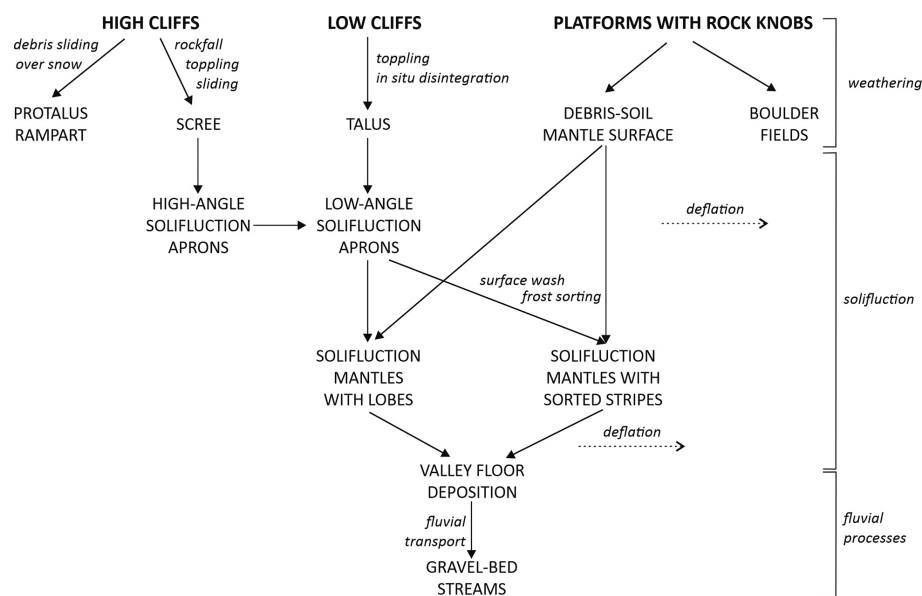 HIGH CLIFFS
LOW CLIFFS
PLATFORMS WITH ROCK KNOBS
debris sliding
over snow
rockfall
toppling
sliding
toppling
in situ disintegration
weathering
PROTALUS
RAMPART
SCREE
TALUS
DEBRIS-SOIL
MANTLE SURFACE
BOULDER
FIELDS
HIGH-ANGLE
SOLIFLUCTION
APRONS
LOW-ANGLE
SOLIFLUCTION
APRONS
deflation
surface wash
frost sorting
solifluction
SOLIFLUCTION
MANTLES
WITH LOBES
SOLIFLUCTION
MANTLES WITH
SORTED STRIPES
deflation
VALLEY FLOOR
DEPOSITION
fluvial
transport
fluvial
processes
GRAVEL-BED
STREAMS